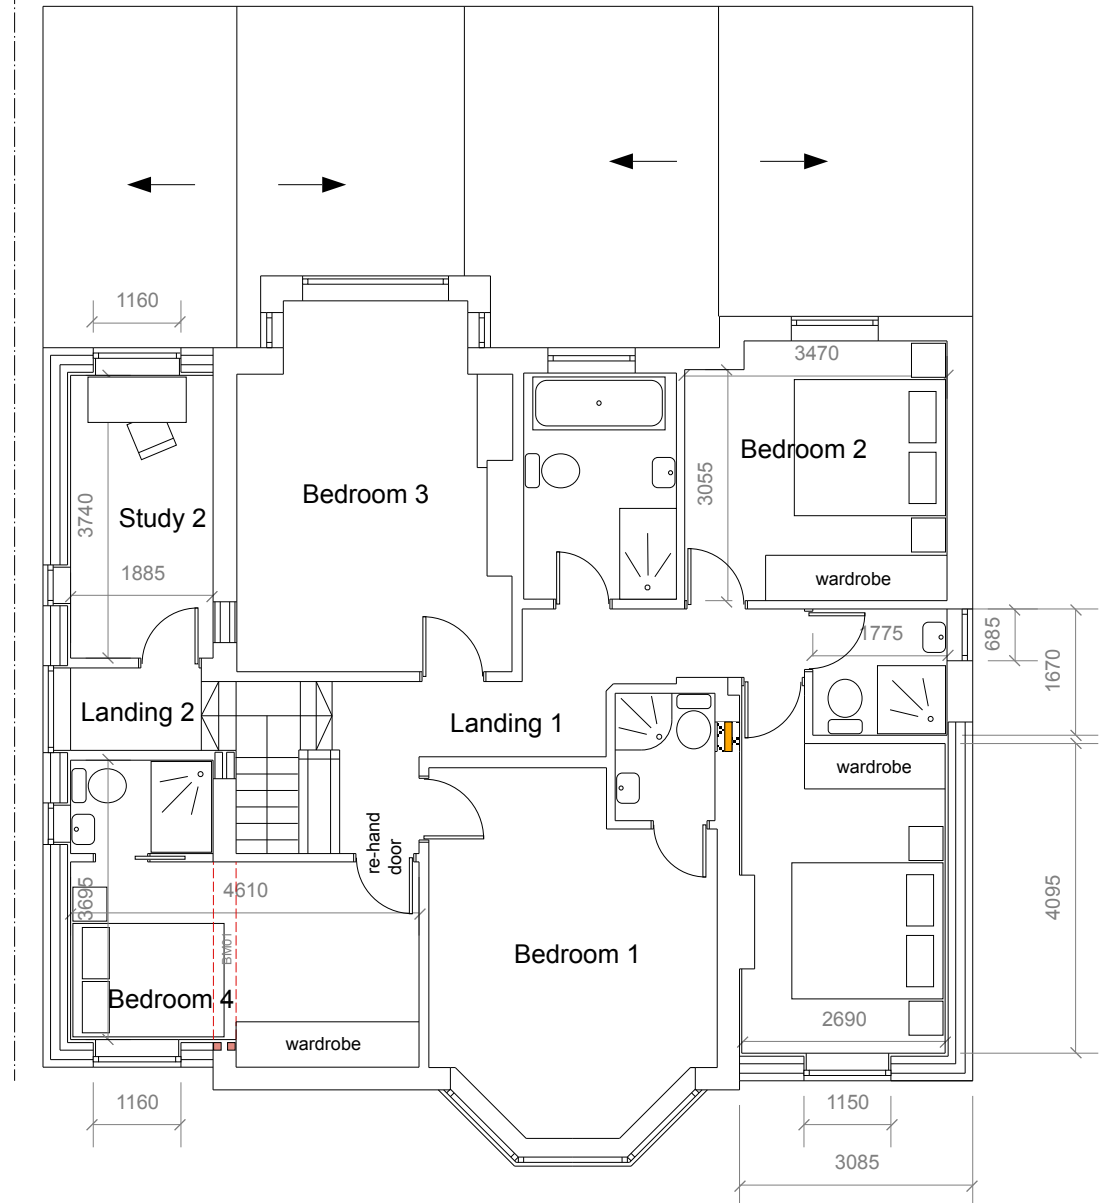 1160
3470
Bedroom 2
Bedroom 3
3055
3740
Study 2
1885
wardrobe
1775
685
1670
Landing 2
Landing 1
wardrobe
re-hand
door
3695
4610
4095
BM01
Bedroom 1
Bedroom 4
2690
wardrobe
1160
1150
3085